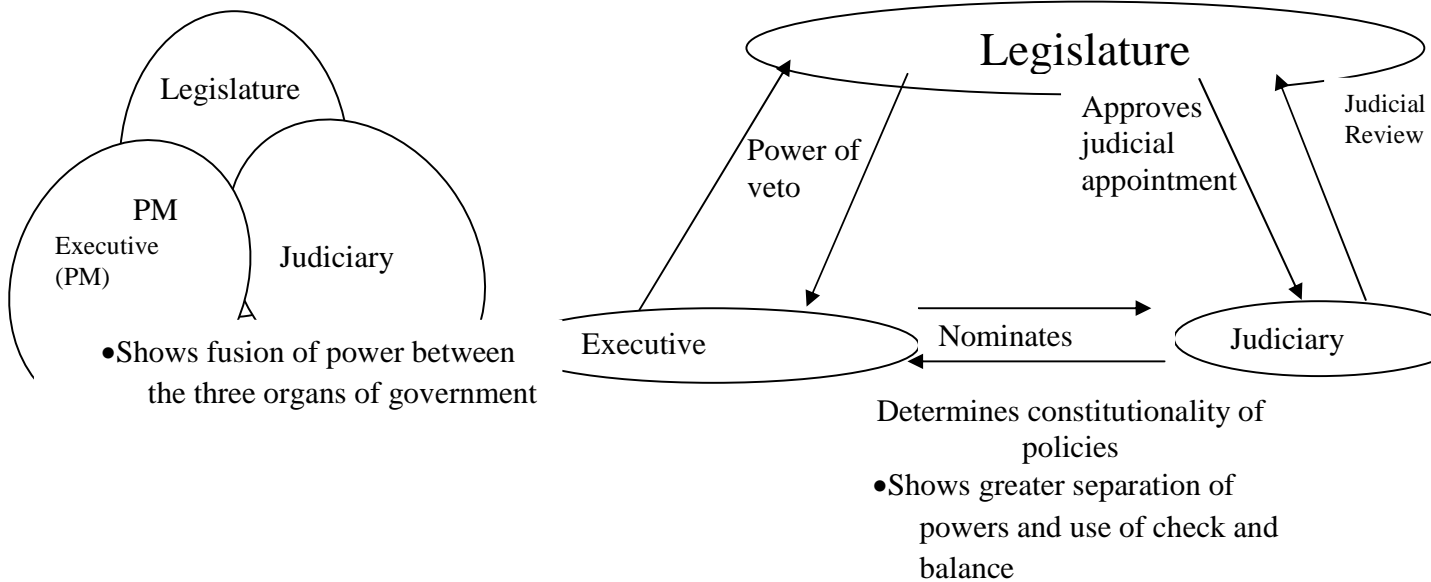 Legislature
PM
Executive
(PM)
Judiciary
•Shows fusion of power between
the three organs of government
Legislature
Approves
judicial
appointment
Judicial
Review
Power of
veto
Executive
Nominates
Judiciary
Determines constitutionality of
policies
•Shows greater separation of
powers and use of check and
balance